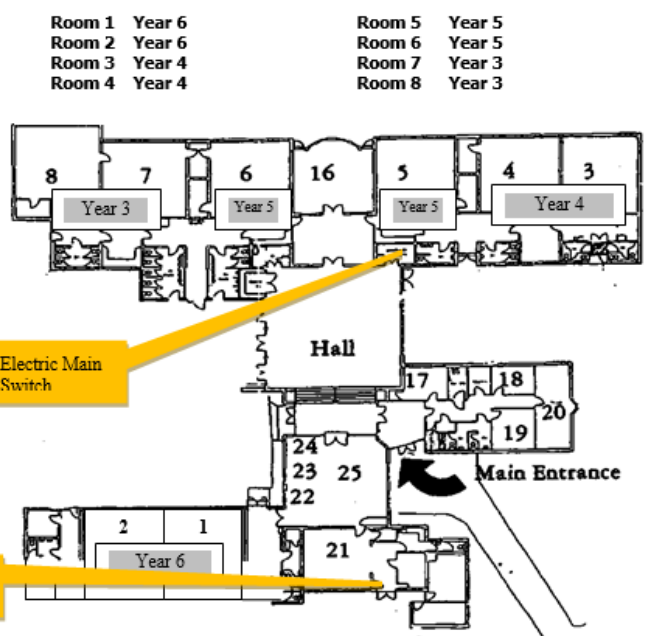 Room 1 Year 6
Room 2 Year 6
Room 3 Year 4
Room 4 Year 4
Room 5 Year 5
Room 6 Year 5
Room 7 Year 3
Room 8 Year 3
8 7 6 16 5 4 3
Year 3 Year 5 Year 5 Year 4
Electric Main
Switch
Hall
17 18
20
19
24
23 25
22
Main Entrance
2 1
21
Year 6